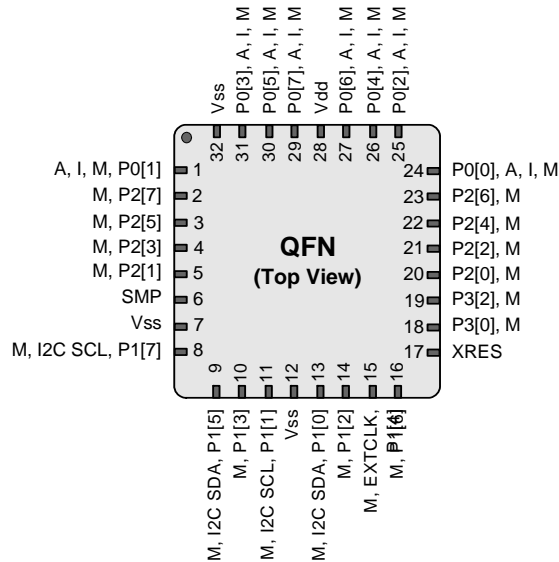 Vss
P0[3], A, I, M
P0[5], A, I, M
P0[7], A, I, M
Vdd
P0[6], A, I, M
P0[4], A, I, M
P0[2], A, I, M
32
31
30
29
28
27
26
25
A, I, M, P0[1] 1
M, P2[7] 2
M, P2[5] 3
M, P2[3] 4
M, P2[1] 5
SMP 6
Vss 7
M, I2C SCL, P1[7] 8
QFN
(Top View)
24 P0[0], A, I, M
23 P2[6], M
22 P2[4], M
21 P2[2], M
20 P2[0], M
19 P3[2], M
18 P3[0], M
17 XRES
9
10
11
12
13
14
15
16
M, I2C SDA, P1[5]
M, P1[3]
M, I2C SCL, P1[1]
Vss
M, I2C SDA, P1[0]
M, P1[2]
M, EXTCLK,
P1[4]
M, P1[6]